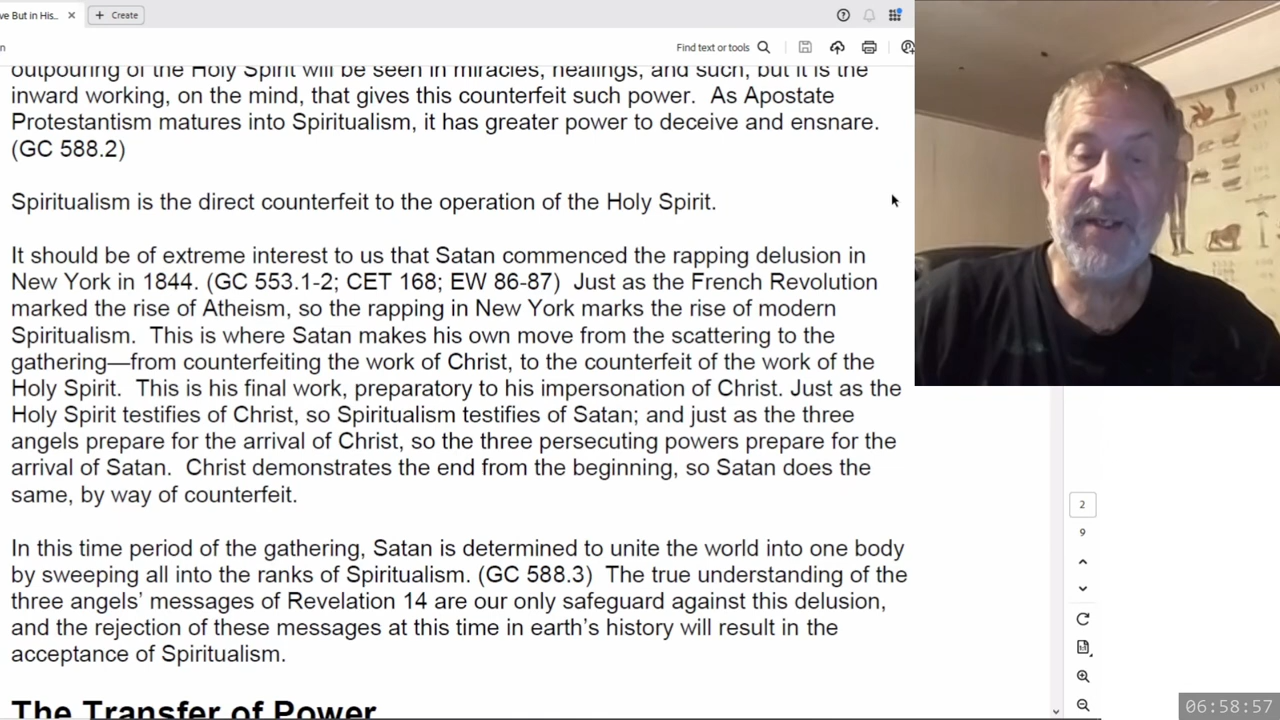 ve But in His..
Create
n
Find text or tools
outpouring of the Holy Spirit will be seen in miracles, healings, and such, but it is the
inward working, on the mind, that gives this counterfeit such power.  As Apostate
Protestantism matures into Spiritualism, it has greater power to deceive and ensnare.
(GC 588.2)
Spiritualism is the direct counterfeit to the operation of the Holy Spirit.
It should be of extreme interest to us that Satan commenced the rapping delusion in
New York in 1844. (GC 553.1-2; CET 168; EW 86-87)  Just as the French Revolution
marked the rise of Atheism, so the rapping in New York marks the rise of modern
Spiritualism.  This is where Satan makes his own move from the scattering to the
gathering—from counterfeiting the work of Christ, to the counterfeit of the work of the
Holy Spirit.  This is his final work, preparatory to his impersonation of Christ. Just as the
Holy Spirit testifies of Christ, so Spiritualism testifies of Satan; and just as the three
angels prepare for the arrival of Christ, so the three persecuting powers prepare for the
arrival of Satan.  Christ demonstrates the end from the beginning, so Satan does the
same, by way of counterfeit.
In this time period of the gathering, Satan is determined to unite the world into one body
by sweeping all into the ranks of Spiritualism. (GC 588.3)  The true understanding of the
three angels’ messages of Revelation 14 are our only safeguard against this delusion,
and the rejection of these messages at this time in earth’s history will result in the
acceptance of Spiritualism.
The Transfer of Power
2
9
06:58:57